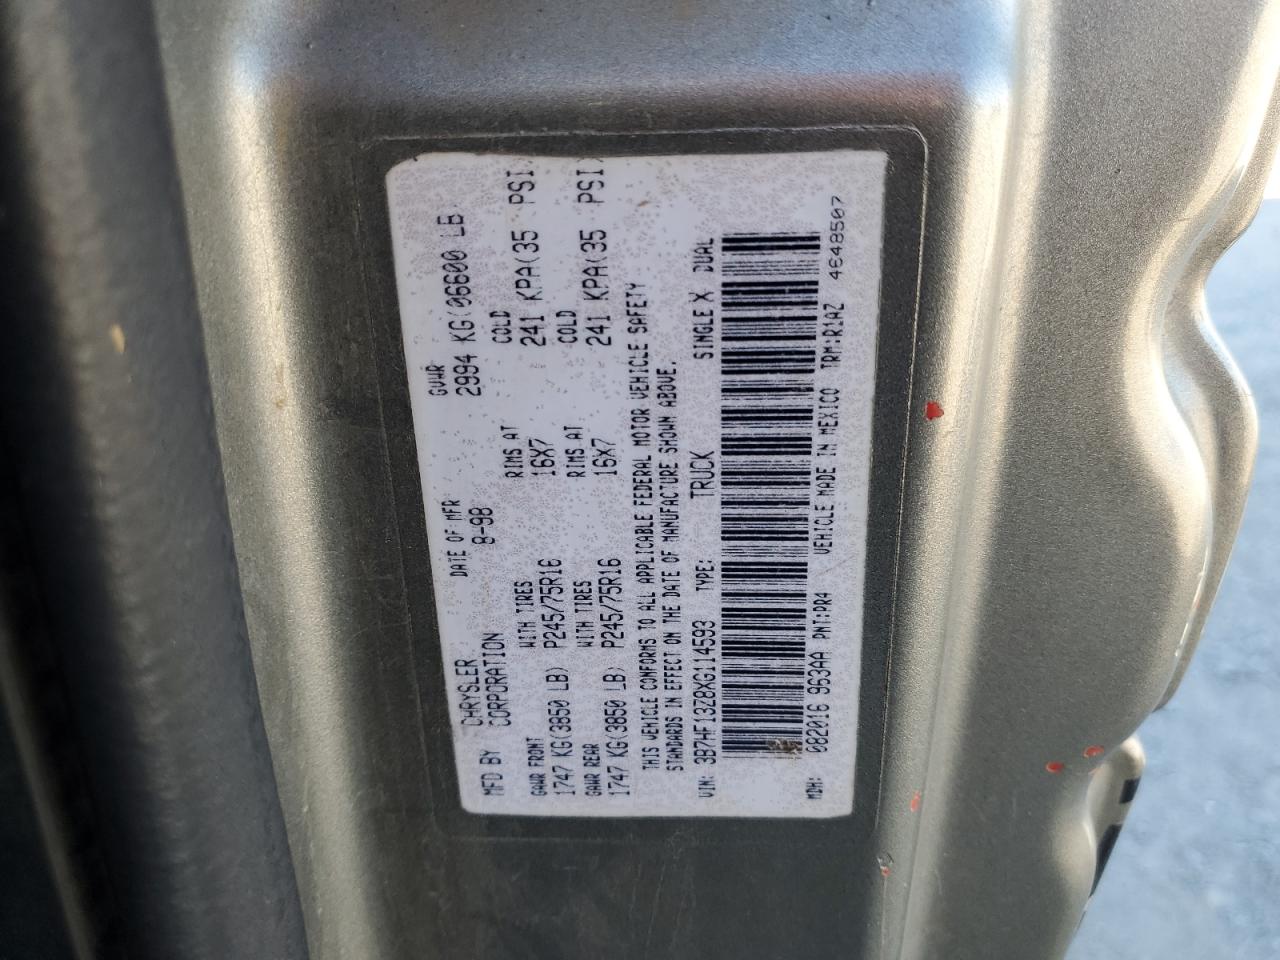 MFD BY CHRYSLER CORPORATION DATE OF MFR 8-98 GVWR 2994 KG(06600 LB
GAWR FRONT WITH TIRES RIMS AT COLD
1747 KG(3850 LB) P245/75R16 16X7 241 KPA(35 PSI)
GAWR REAR WITH TIRES RIMS AT COLD
1747 KG(3850 LB) P245/75R16 16X7 241 KPA(35 PSI)
THIS VEHICLE CONFORMS TO ALL APPLICABLE FEDERAL MOTOR VEHICLE SAFETY
STANDARDS IN EFFECT ON THE DATE OF MANUFACTURE SHOWN ABOVE.
VIN: 3B74F13Z8XG114593 TYPE: TRUCK SINGLE X DUAL
MDH: 082016 963AA PNT:PR4 VEHICLE MADE IN MEXICO TRM:R1AZ 4648507